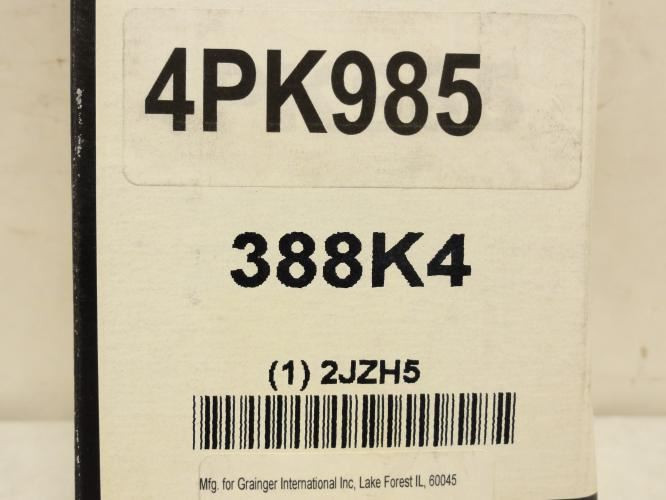 4PK985
388K4
(1) 2JZH5
Mfg. for Grainger International Inc, Lake Forest IL, 60045